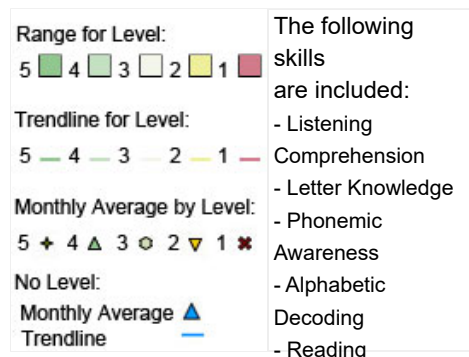 Range for Level:
5 4 3 2 1
Trendline for Level:
5 4 3 2 1
Monthly Average by Level:
5 4 3 2 1
No Level:
Monthly Average
Trendline
The following
skills
are included:
- Listening
Comprehension
- Letter Knowledge
- Phonemic
Awareness
- Alphabetic
Decoding
- Reading